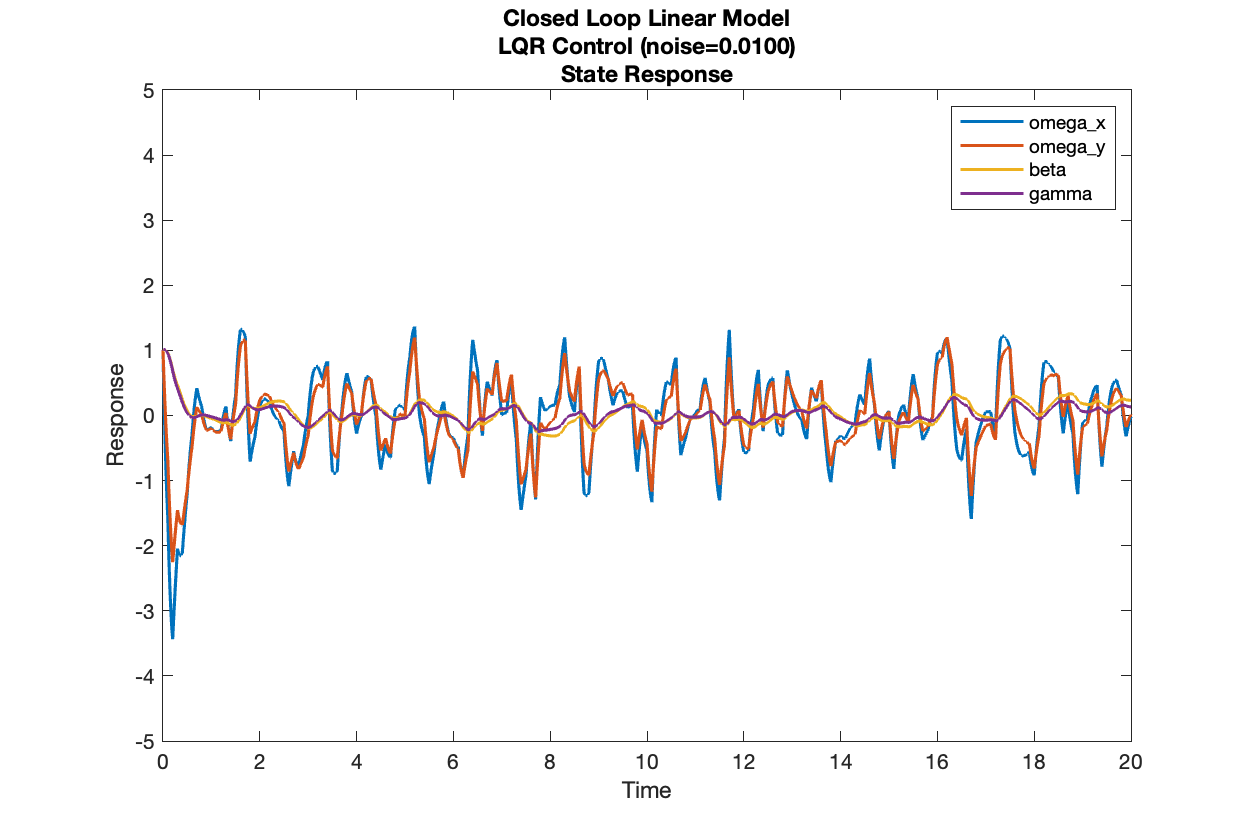 Closed Loop Linear Model
LQR Control (noise=0.0100)
State Response
5
4
3
2
1
0
-1
-2
-3
-4
-5
Response
omega_x
omega_y
beta
gamma
0 2 4 6 8 10 12 14 16 18 20
Time